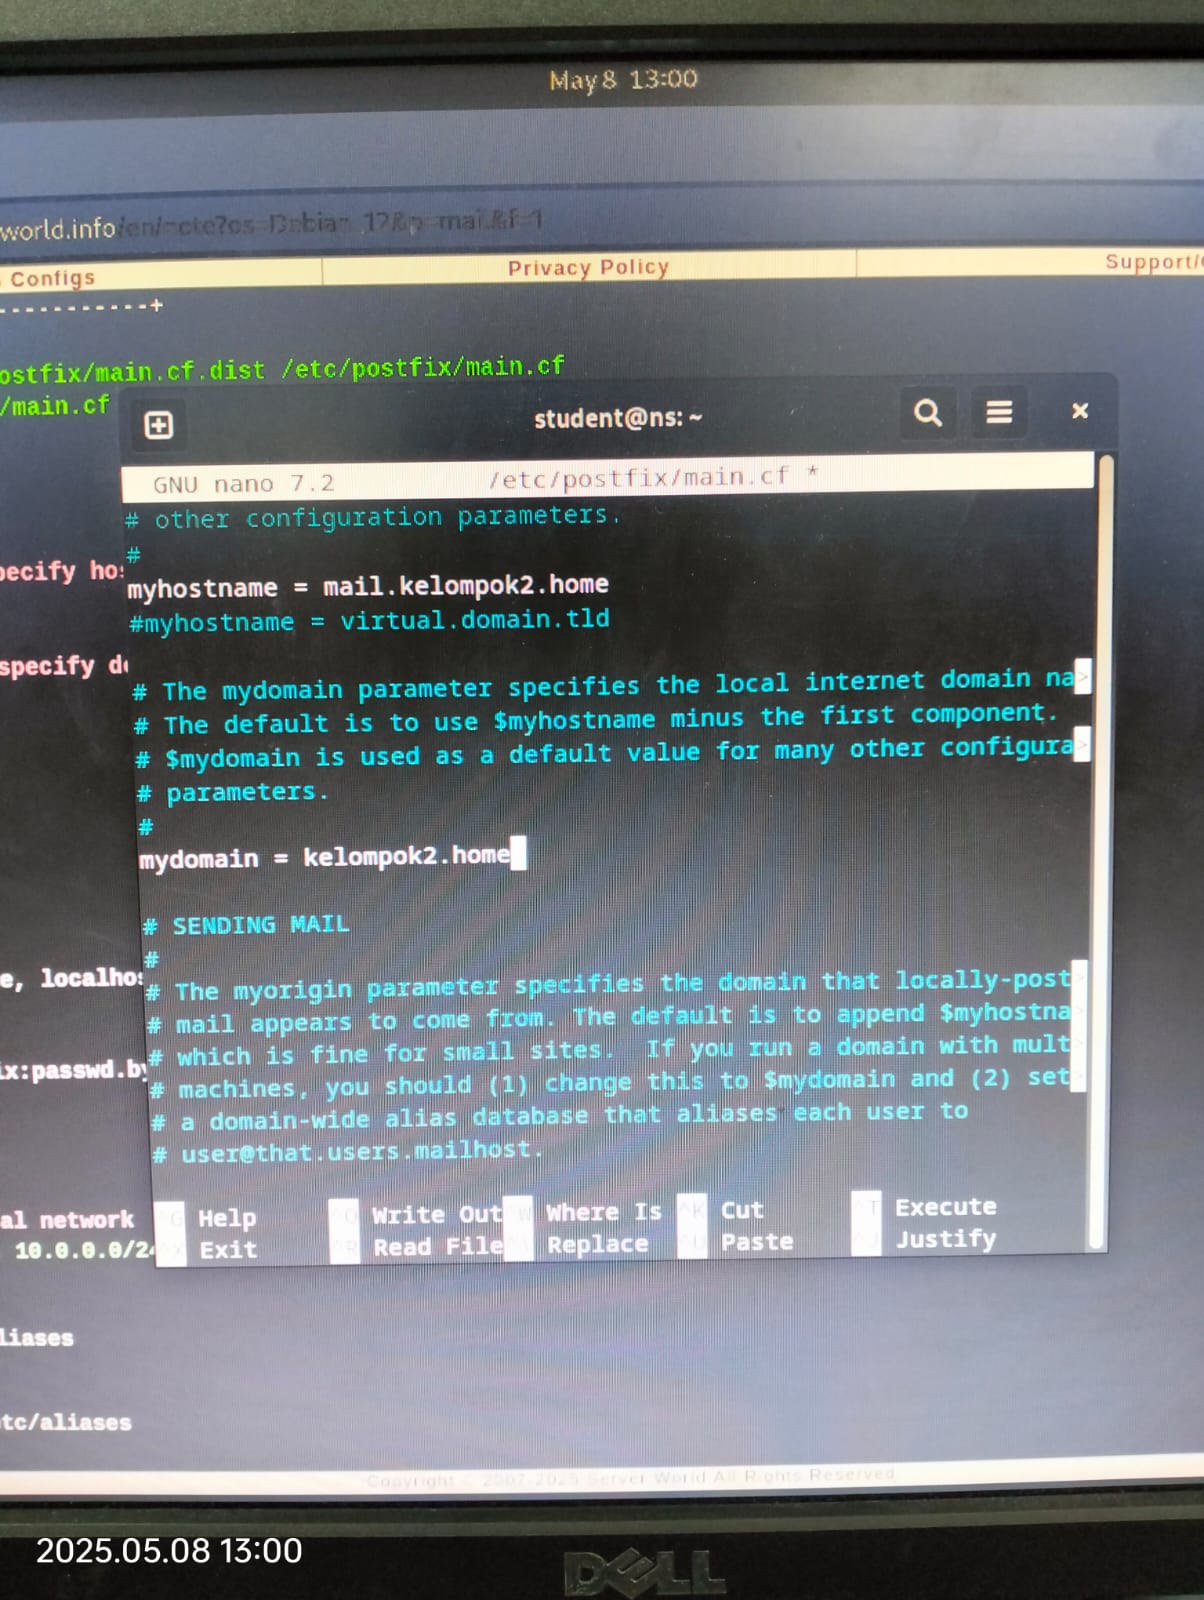 May 8 13:00
world.info/en/note?os=Debian_12&p=mail&f=1
Configs
Privacy Policy
Support/
-----------+
ostfix/main.cf.dist /etc/postfix/main.cf
/main.cf
student@ns: ~
GNU nano 7.2 /etc/postfix/main.cf *
# other configuration parameters.
#
pecify hos
myhostname = mail.kelompok2.home
#myhostname = virtual.domain.tld
specify do
# The mydomain parameter specifies the local internet domain na>
# The default is to use $myhostname minus the first component.
# $mydomain is used as a default value for many other configura>
# parameters.
#
mydomain = kelompok2.home
# SENDING MAIL
#
e, localhos
# The myorigin parameter specifies the domain that locally-post>
# mail appears to come from. The default is to append $myhostna>
# which is fine for small sites.  If you run a domain with mult>
ix:passwd.by
# machines, you should (1) change this to $mydomain and (2) set>
# a domain-wide alias database that aliases each user to
# user@that.users.mailhost.
al network
10.0.0.0/24
^G Help ^O Write Out ^W Where Is ^K Cut ^T Execute
^X Exit ^R Read File ^\ Replace ^U Paste ^J Justify
liases
tc/aliases
Copyright © 2007-2025 Server World All Rights Reserved
2025.05.08 13:00
DELL